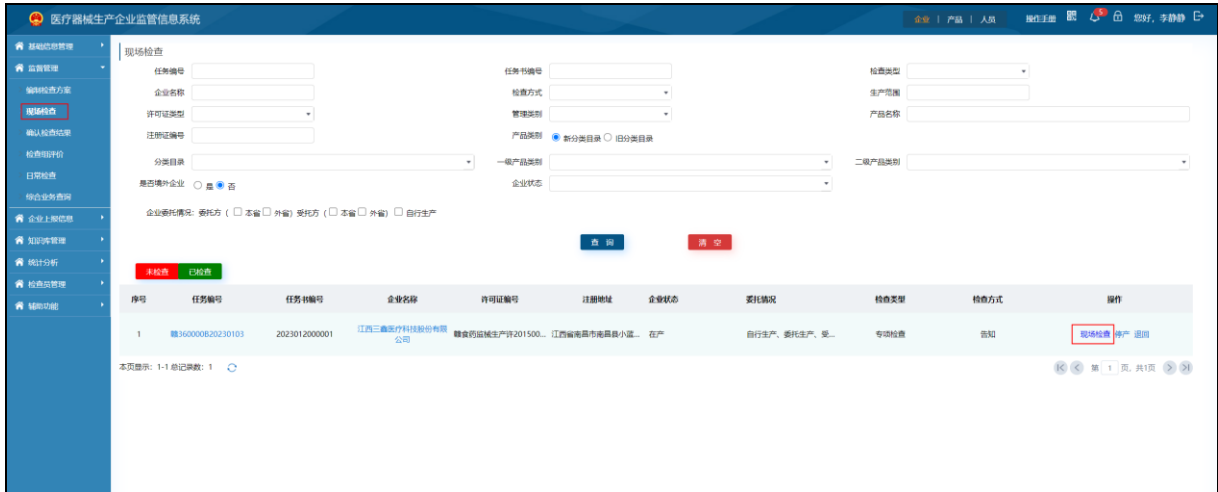 医疗器械生产企业监管信息系统
企业 | 产品 | 人员
操作手册
5
您好, 李静静
基础信息管理
监督管理
编制检查方案
现场检查
确认检查结果
检查组评价
日常检查
综合业务查询
企业上报信息
知识库管理
统计分析
检查员管理
辅助功能
现场检查
任务编号 任务书编号 检查类型
企业名称 检查方式 生产范围
许可证类型 管理类别 产品名称
注册证编号 产品类别 新分类目录 旧分类目录
分类目录 一级产品类别 二级产品类别
是否境外企业 是 否 企业状态
企业委托情况: 委托方 ( 本省 外省) 受托方 ( 本省 外省) 自行生产
查 询 清 空
未检查 已检查
序号 任务编号 任务书编号 企业名称 许可证编号 注册地址 企业状态 委托情况 检查类型 检查方式 操作
1 赣360000B20230103 2023012000001 江西三鑫医疗科技股份有限公司 赣食药监械生产许201500... 江西省南昌市南昌县小蓝... 在产 自行生产、委托生产、受... 专项检查 告知 现场检查 停产 退回
本页显示: 1-1 总记录数: 1
第 1 页, 共1页